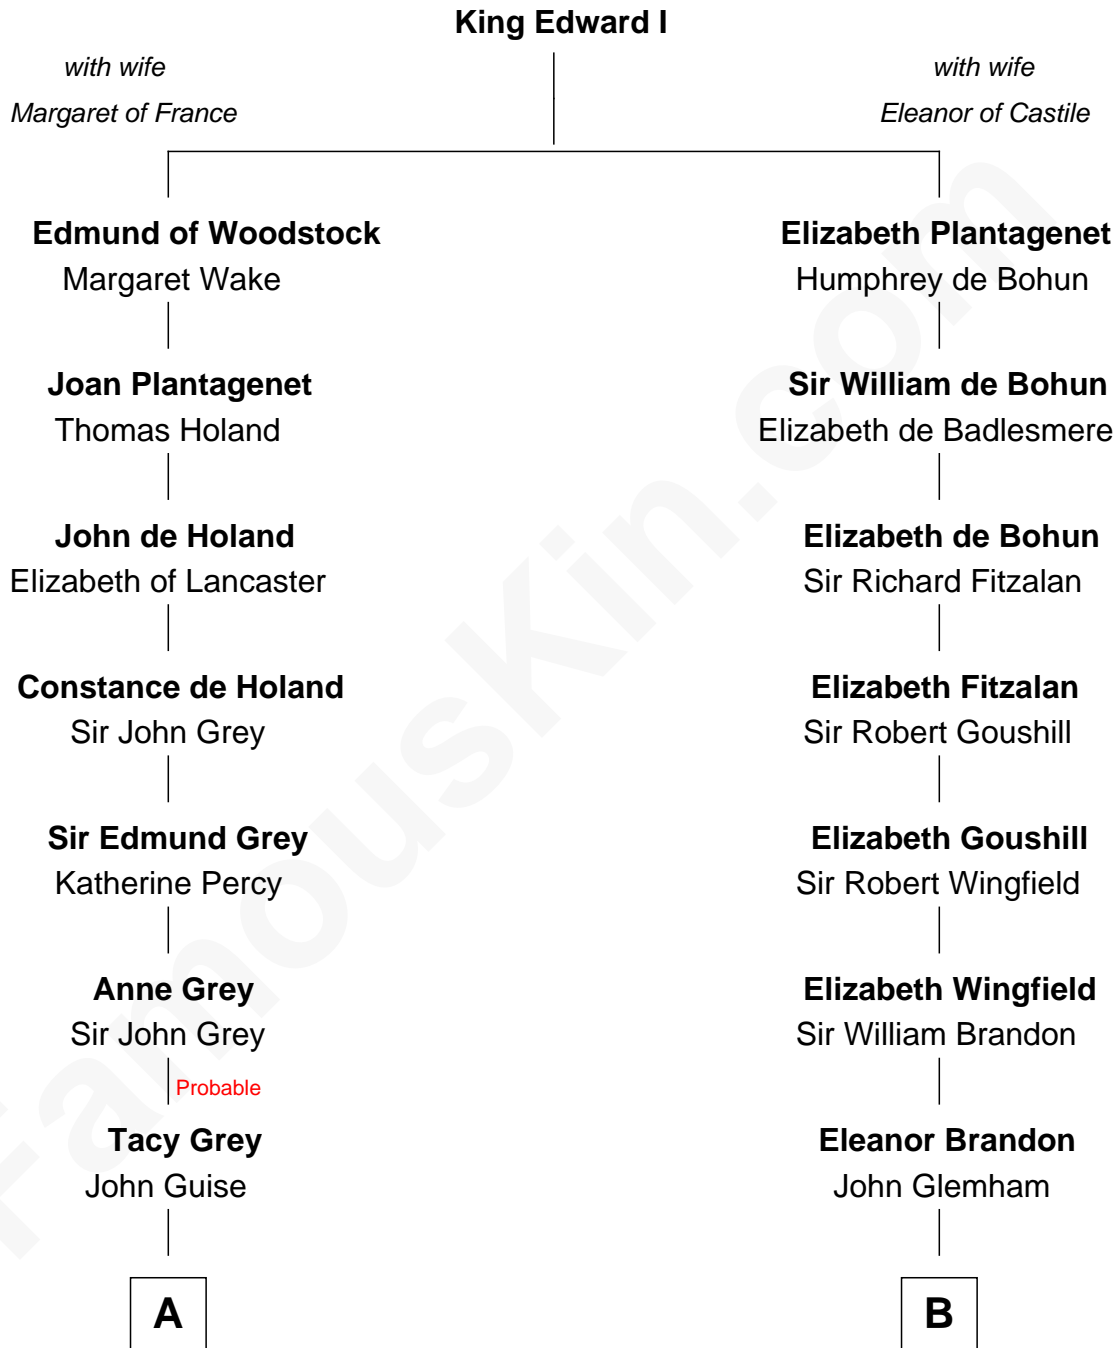 King Edward I
with wife
Margaret of France
with wife
Eleanor of Castile
Edmund of Woodstock
Margaret Wake
Elizabeth Plantagenet
Humphrey de Bohun
Joan Plantagenet
Thomas Holand
Sir William de Bohun
Elizabeth de Badlesmere
John de Holand
Elizabeth of Lancaster
Elizabeth de Bohun
Sir Richard Fitzalan
Constance de Holand
Sir John Grey
Elizabeth Fitzalan
Sir Robert Goushill
Sir Edmund Grey
Katherine Percy
Elizabeth Goushill
Sir Robert Wingfield
Anne Grey
Sir John Grey
Elizabeth Wingfield
Sir William Brandon
Probable
Tacy Grey
John Guise
Eleanor Brandon
John Glemham
A
B
FamousKin.com